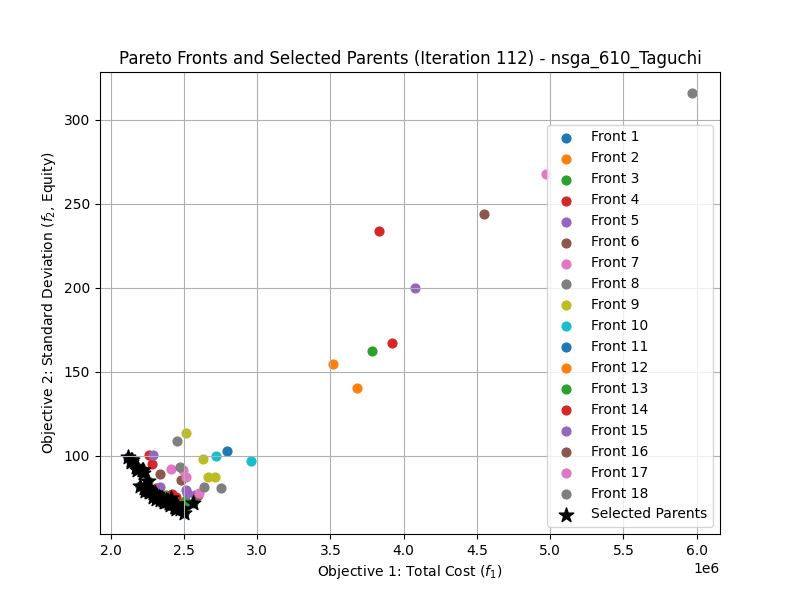 Pareto Fronts and Selected Parents (Iteration 112) - nsga_610_Taguchi
Objective 2: Standard Deviation (f2, Equity)
300
250
200
150
100
Front 1
Front 2
Front 3
Front 4
Front 5
Front 6
Front 7
Front 8
Front 9
Front 10
Front 11
Front 12
Front 13
Front 14
Front 15
Front 16
Front 17
Front 18
Selected Parents
2.0 2.5 3.0 3.5 4.0 4.5 5.0 5.5 6.0
1e6
Objective 1: Total Cost (f1)